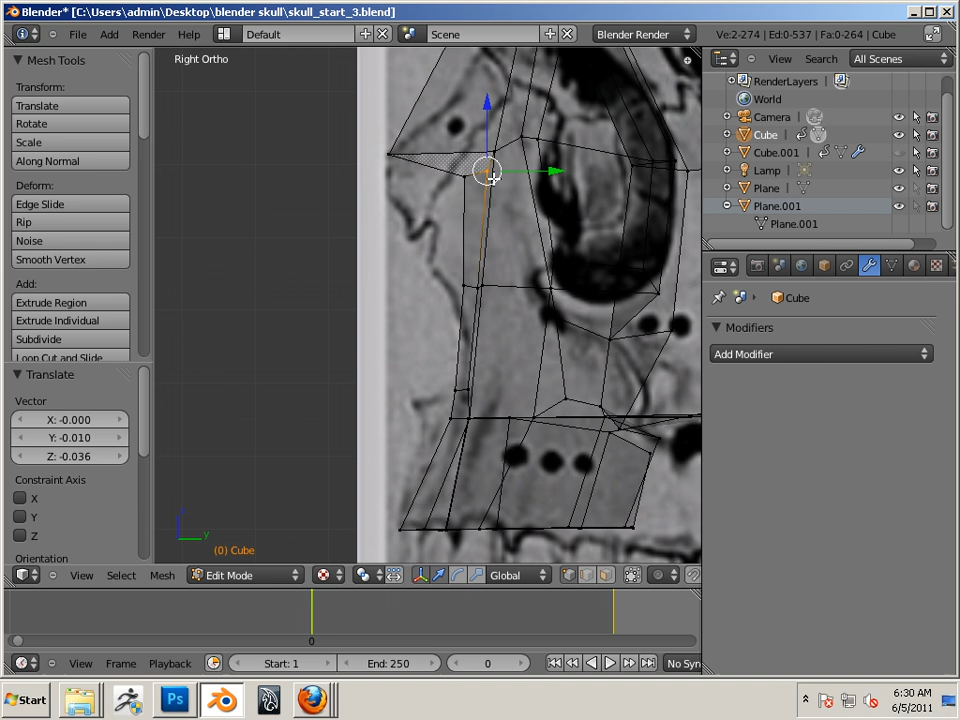 Blender* [C:\Users\admin\Desktop\blender skull\skull_start_3.blend]
File Add Render Help Default Scene Blender Render Ve:2-274 | Ed:0-537 | Fa:0-264 | Cube
Mesh Tools
Transform:
Translate
Rotate
Scale
Along Normal
Deform:
Edge Slide
Rip
Noise
Smooth Vertex
Add:
Extrude Region
Extrude Individual
Subdivide
Loop Cut and Slide
Translate
Vector
X: -0.000
Y: -0.010
Z: -0.036
Constraint Axis
X
Y
Z
Orientation
Right Ortho
y
(0) Cube
View Select Mesh Edit Mode Global
0
View Frame Playback Start: 1 End: 250 0 No Syn
View Search All Scenes
RenderLayers
World
Camera
Cube
Cube.001
Lamp
Plane
Plane.001
Plane.001
Cube
Modifiers
Add Modifier
Start Ps 6:30 AM
6/5/2011